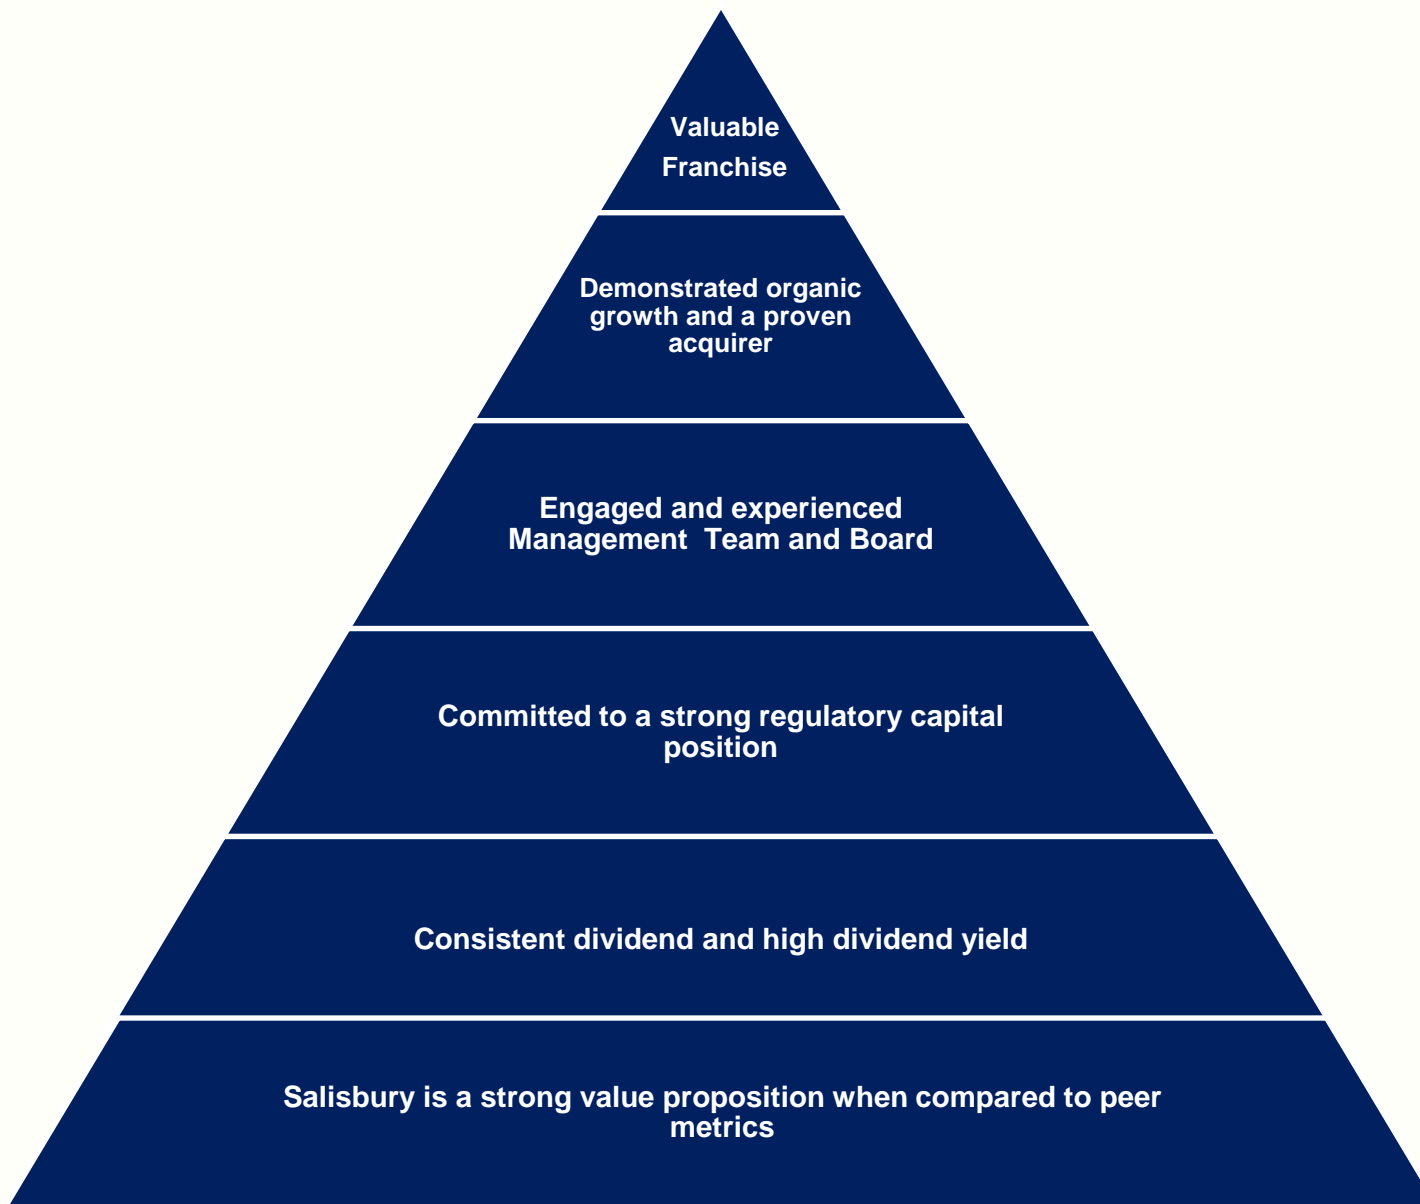 Valuable
Franchise
Demonstrated organic
growth and a proven
acquirer
Engaged and experienced
Management  Team and Board
Committed to a strong regulatory capital
position
Consistent dividend and high dividend yield
Salisbury is a strong value proposition when compared to peer
metrics